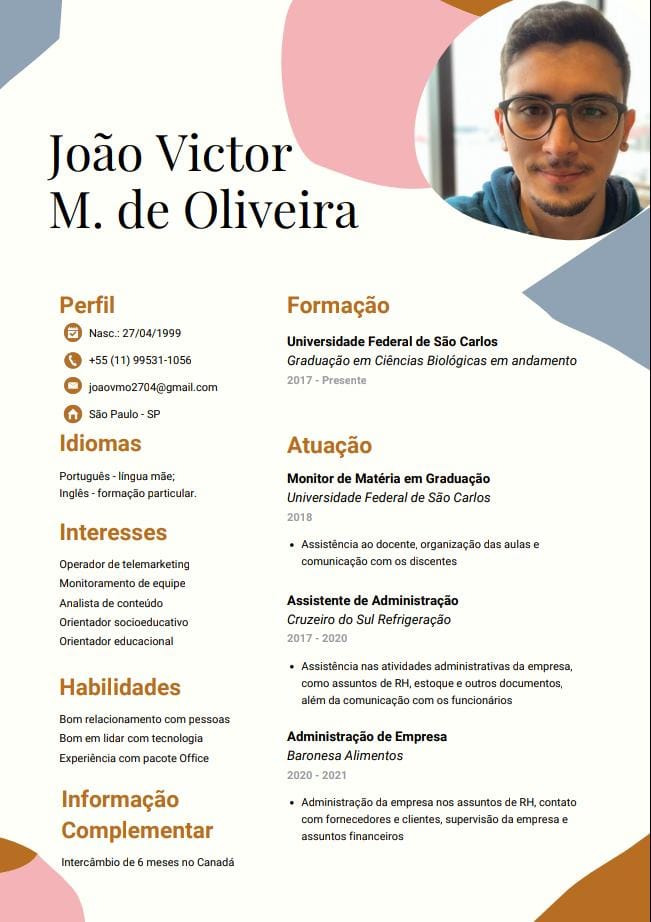 João Victor
M. de Oliveira
Perfil
Nasc.: 27/04/1999
+55 (11) 99531-1056
joaovmo2704@gmail.com
São Paulo - SP
Idiomas
Português - língua mãe;
Inglês - formação particular.
Interesses
Operador de telemarketing
Monitoramento de equipe
Analista de conteúdo
Orientador socioeducativo
Orientador educacional
Habilidades
Bom relacionamento com pessoas
Bom em lidar com tecnologia
Experiência com pacote Office
Informação
Complementar
Intercâmbio de 6 meses no Canadá
Formação
Universidade Federal de São Carlos
Graduação em Ciências Biológicas em andamento
2017 - Presente
Atuação
Monitor de Matéria em Graduação
Universidade Federal de São Carlos
2018
• Assistência ao docente, organização das aulas e
comunicação com os discentes
Assistente de Administração
Cruzeiro do Sul Refrigeração
2017 - 2020
• Assistência nas atividades administrativas da empresa,
como assuntos de RH, estoque e outros documentos,
além da comunicação com os funcionários
Administração de Empresa
Baronesa Alimentos
2020 - 2021
• Administração da empresa nos assuntos de RH, contato
com fornecedores e clientes, supervisão da empresa e
assuntos financeiros